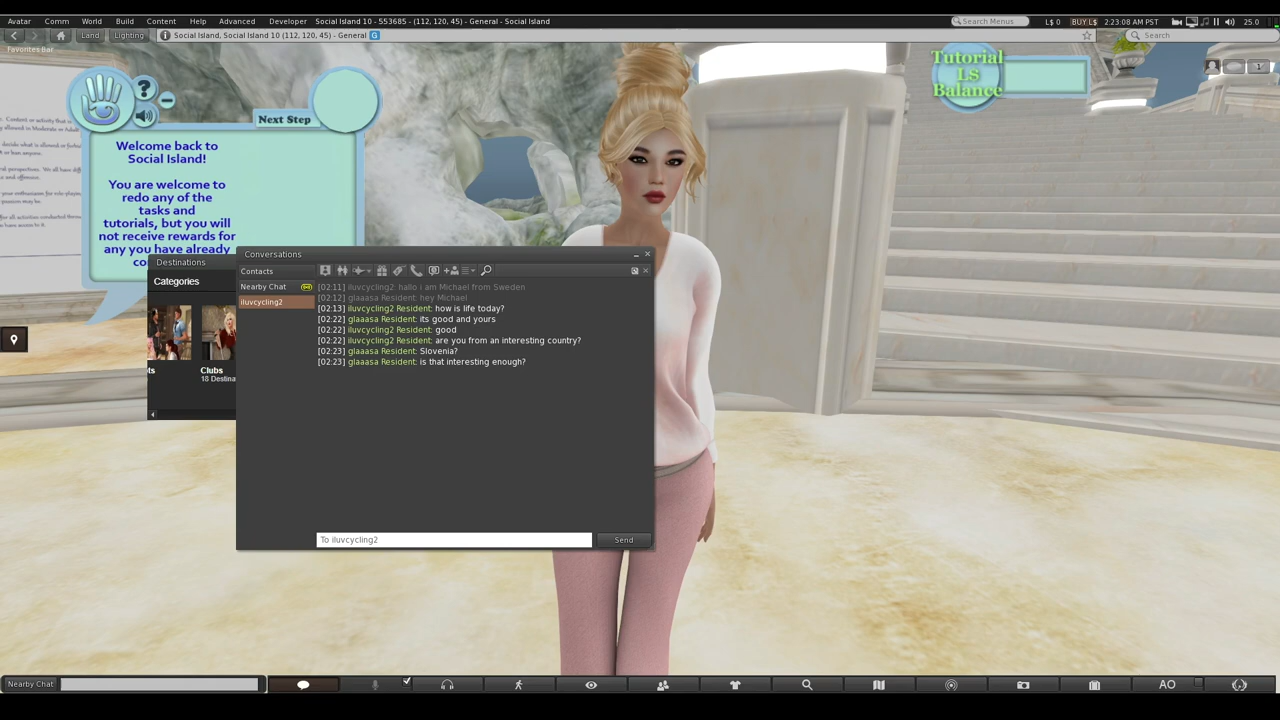 Avatar Comm World Build Content Help Advanced Developer Social Island 10 - 553685 - (112, 120, 45) - General - Social Island
Search Menus L$ 0 BUY L$ 2:23:08 AM PST 25.0
Land Lighting Social Island, Social Island 10 (112, 120, 45) - General G Search
Favorites Bar
Tutorial
L$
Balance
?
Next Step
Welcome back to
Social Island!
You are welcome to
redo any of the
tasks and
tutorials, but you will
not receive rewards for
any you have already
co
Destinations
Categories
ts
Clubs
18 Destina
Conversations
Contacts
Nearby Chat
iluvcycling2
[02:11] iluvcycling2: hallo i am Michael from Sweden
[02:12] glaaasa Resident: hey Michael
[02:13] iluvcycling2 Resident: how is life today?
[02:22] glaaasa Resident: its good and yours
[02:22] iluvcycling2 Resident: good
[02:22] iluvcycling2 Resident: are you from an interesting country?
[02:23] glaaasa Resident: Slovenia?
[02:23] glaaasa Resident: is that interesting enough?
To iluvcycling2 Send
Nearby Chat
AO